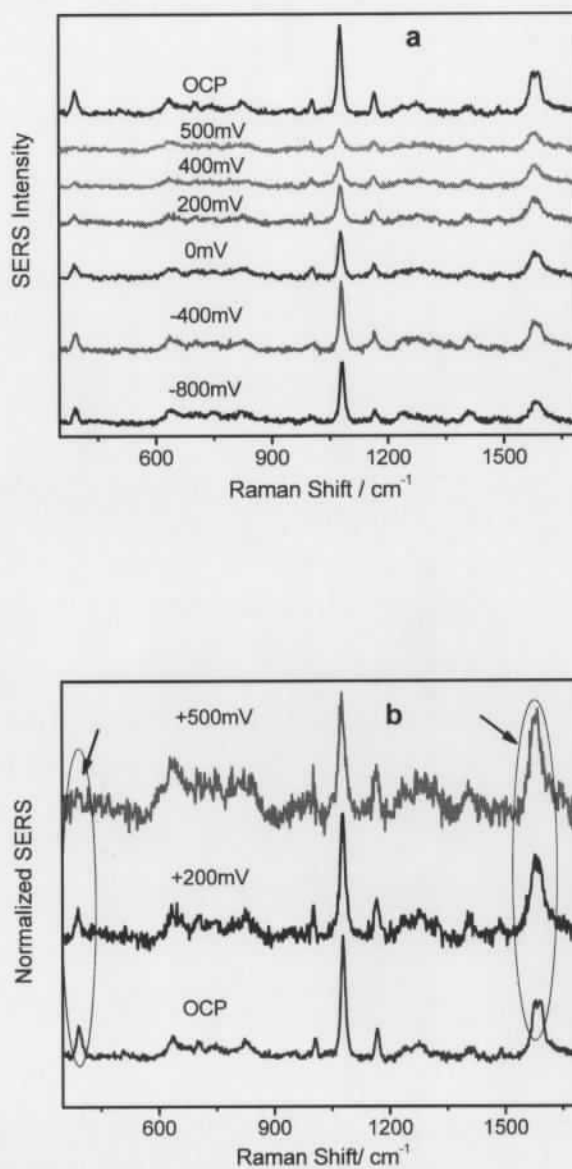 a
OCP
500mV
400mV
200mV
0mV
-400mV
-800mV
SERS Intensity
600 900 1200 1500
Raman Shift / cm⁻¹
b
+500mV
+200mV
OCP
Normalized SERS
600 900 1200 1500
Raman Shift/ cm⁻¹